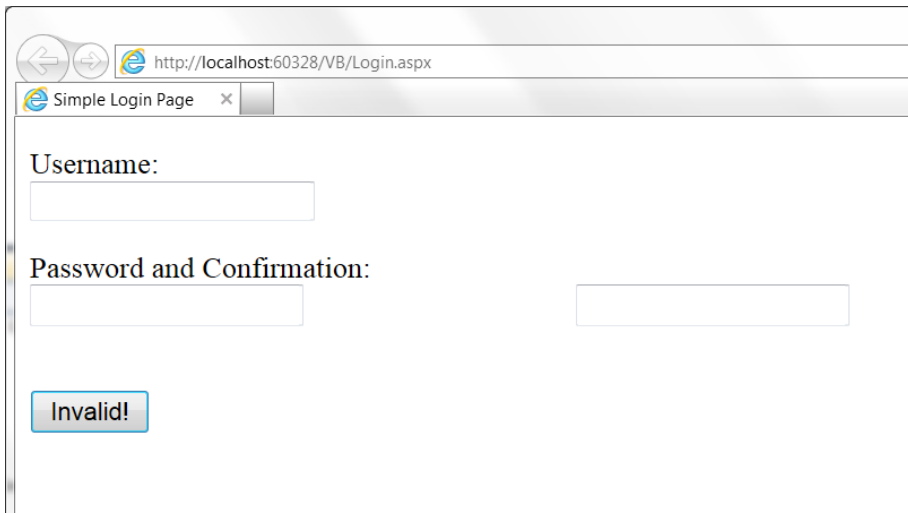 http://localhost:60328/VB/Login.aspx
Simple Login Page
Username:
Password and Confirmation:
Invalid!